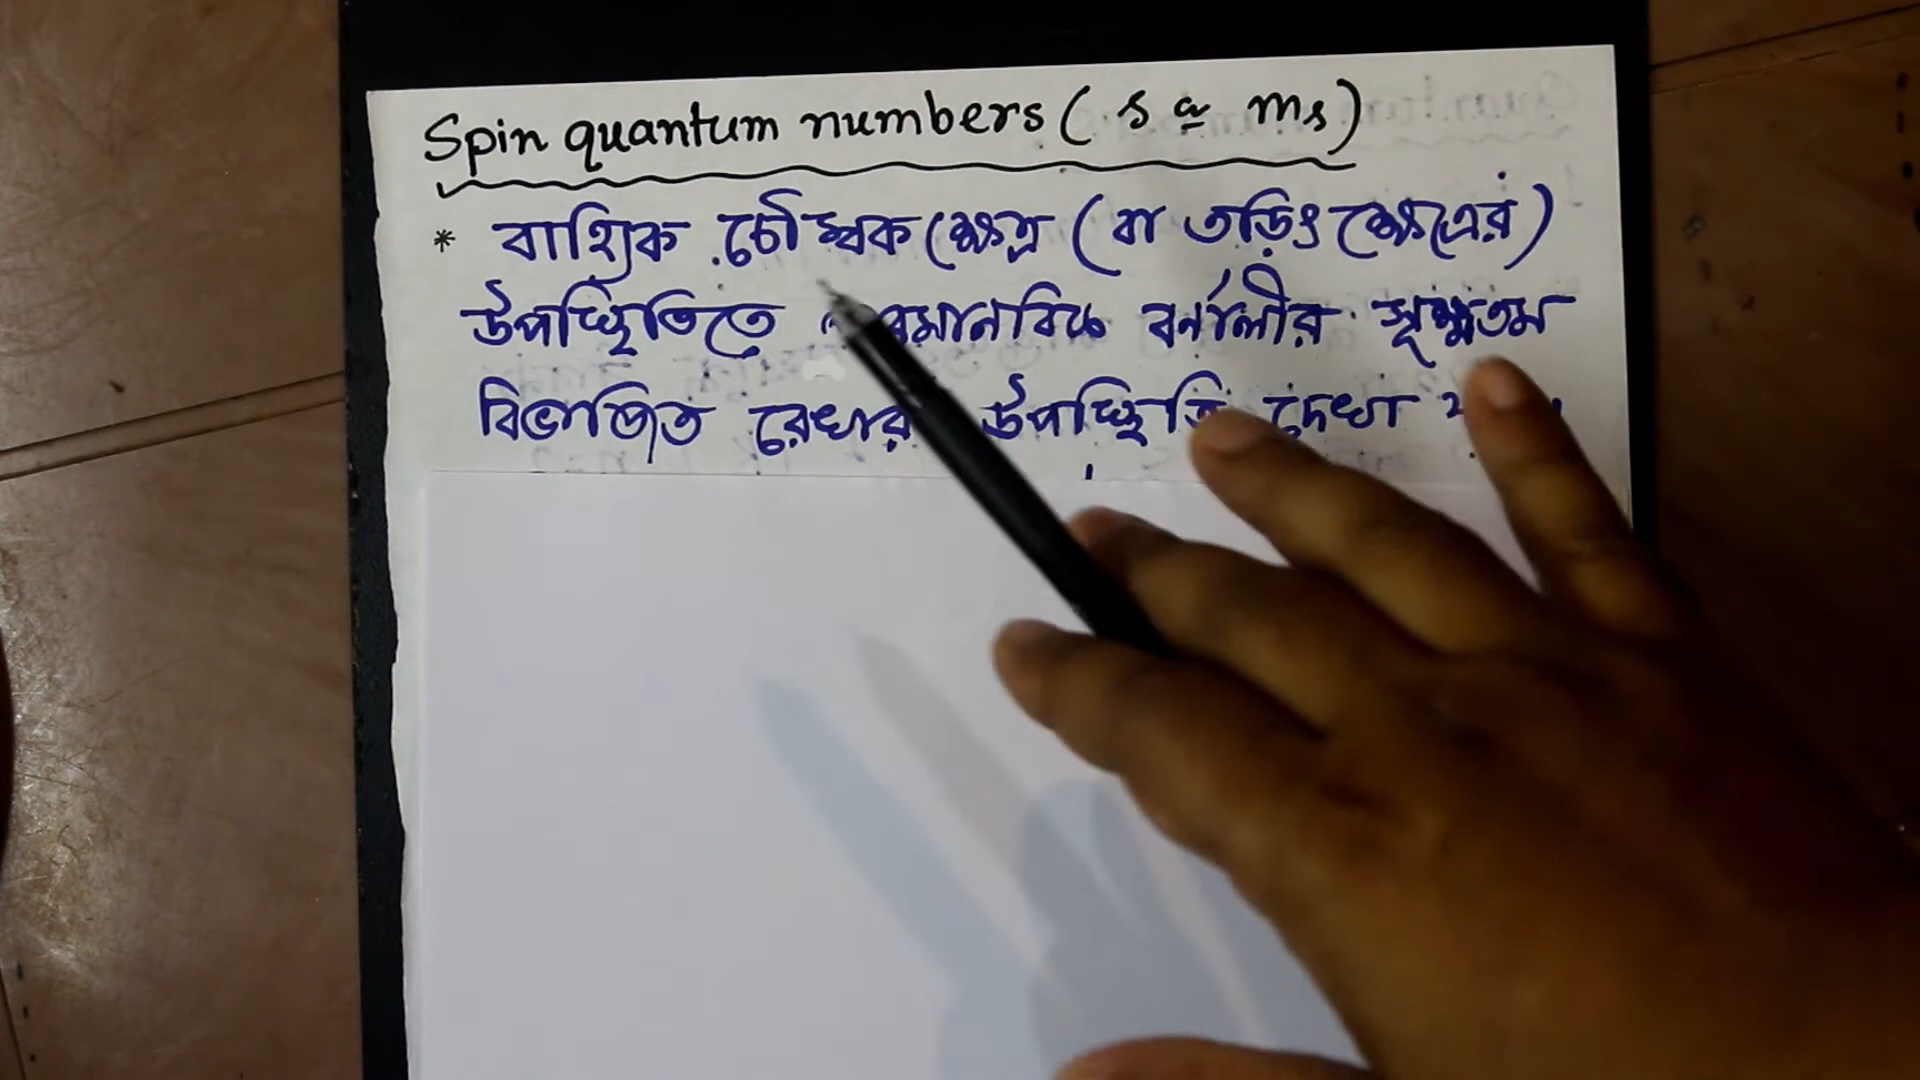 Spin quantum numbers ( s বা ms )
* বাহ্যিক চৌম্বক ক্ষেত্র ( বা তড়িৎ ক্ষেত্রের )
উপস্থিতিতে বর্নালীর সূক্ষ্মতম
বিভাজিত রেখার উপস্থিতি দেখা